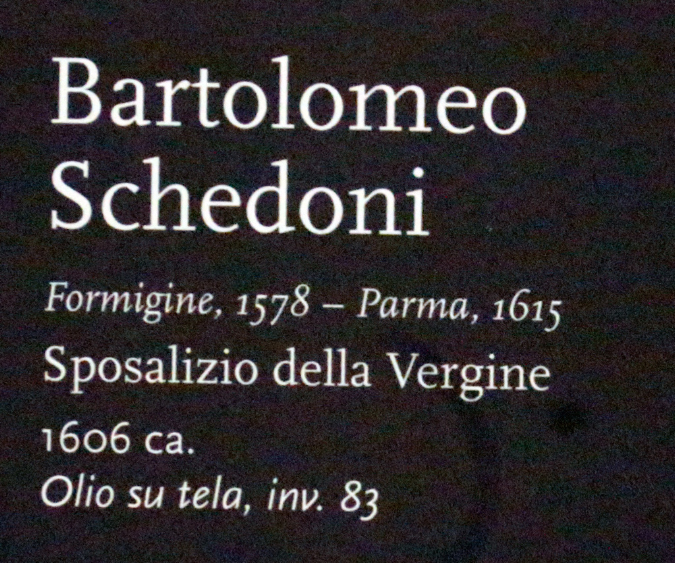 Bartolomeo
Schedoni
Formigine, 1578 – Parma, 1615
Sposalizio della Vergine
1606 ca.
Olio su tela, inv. 83